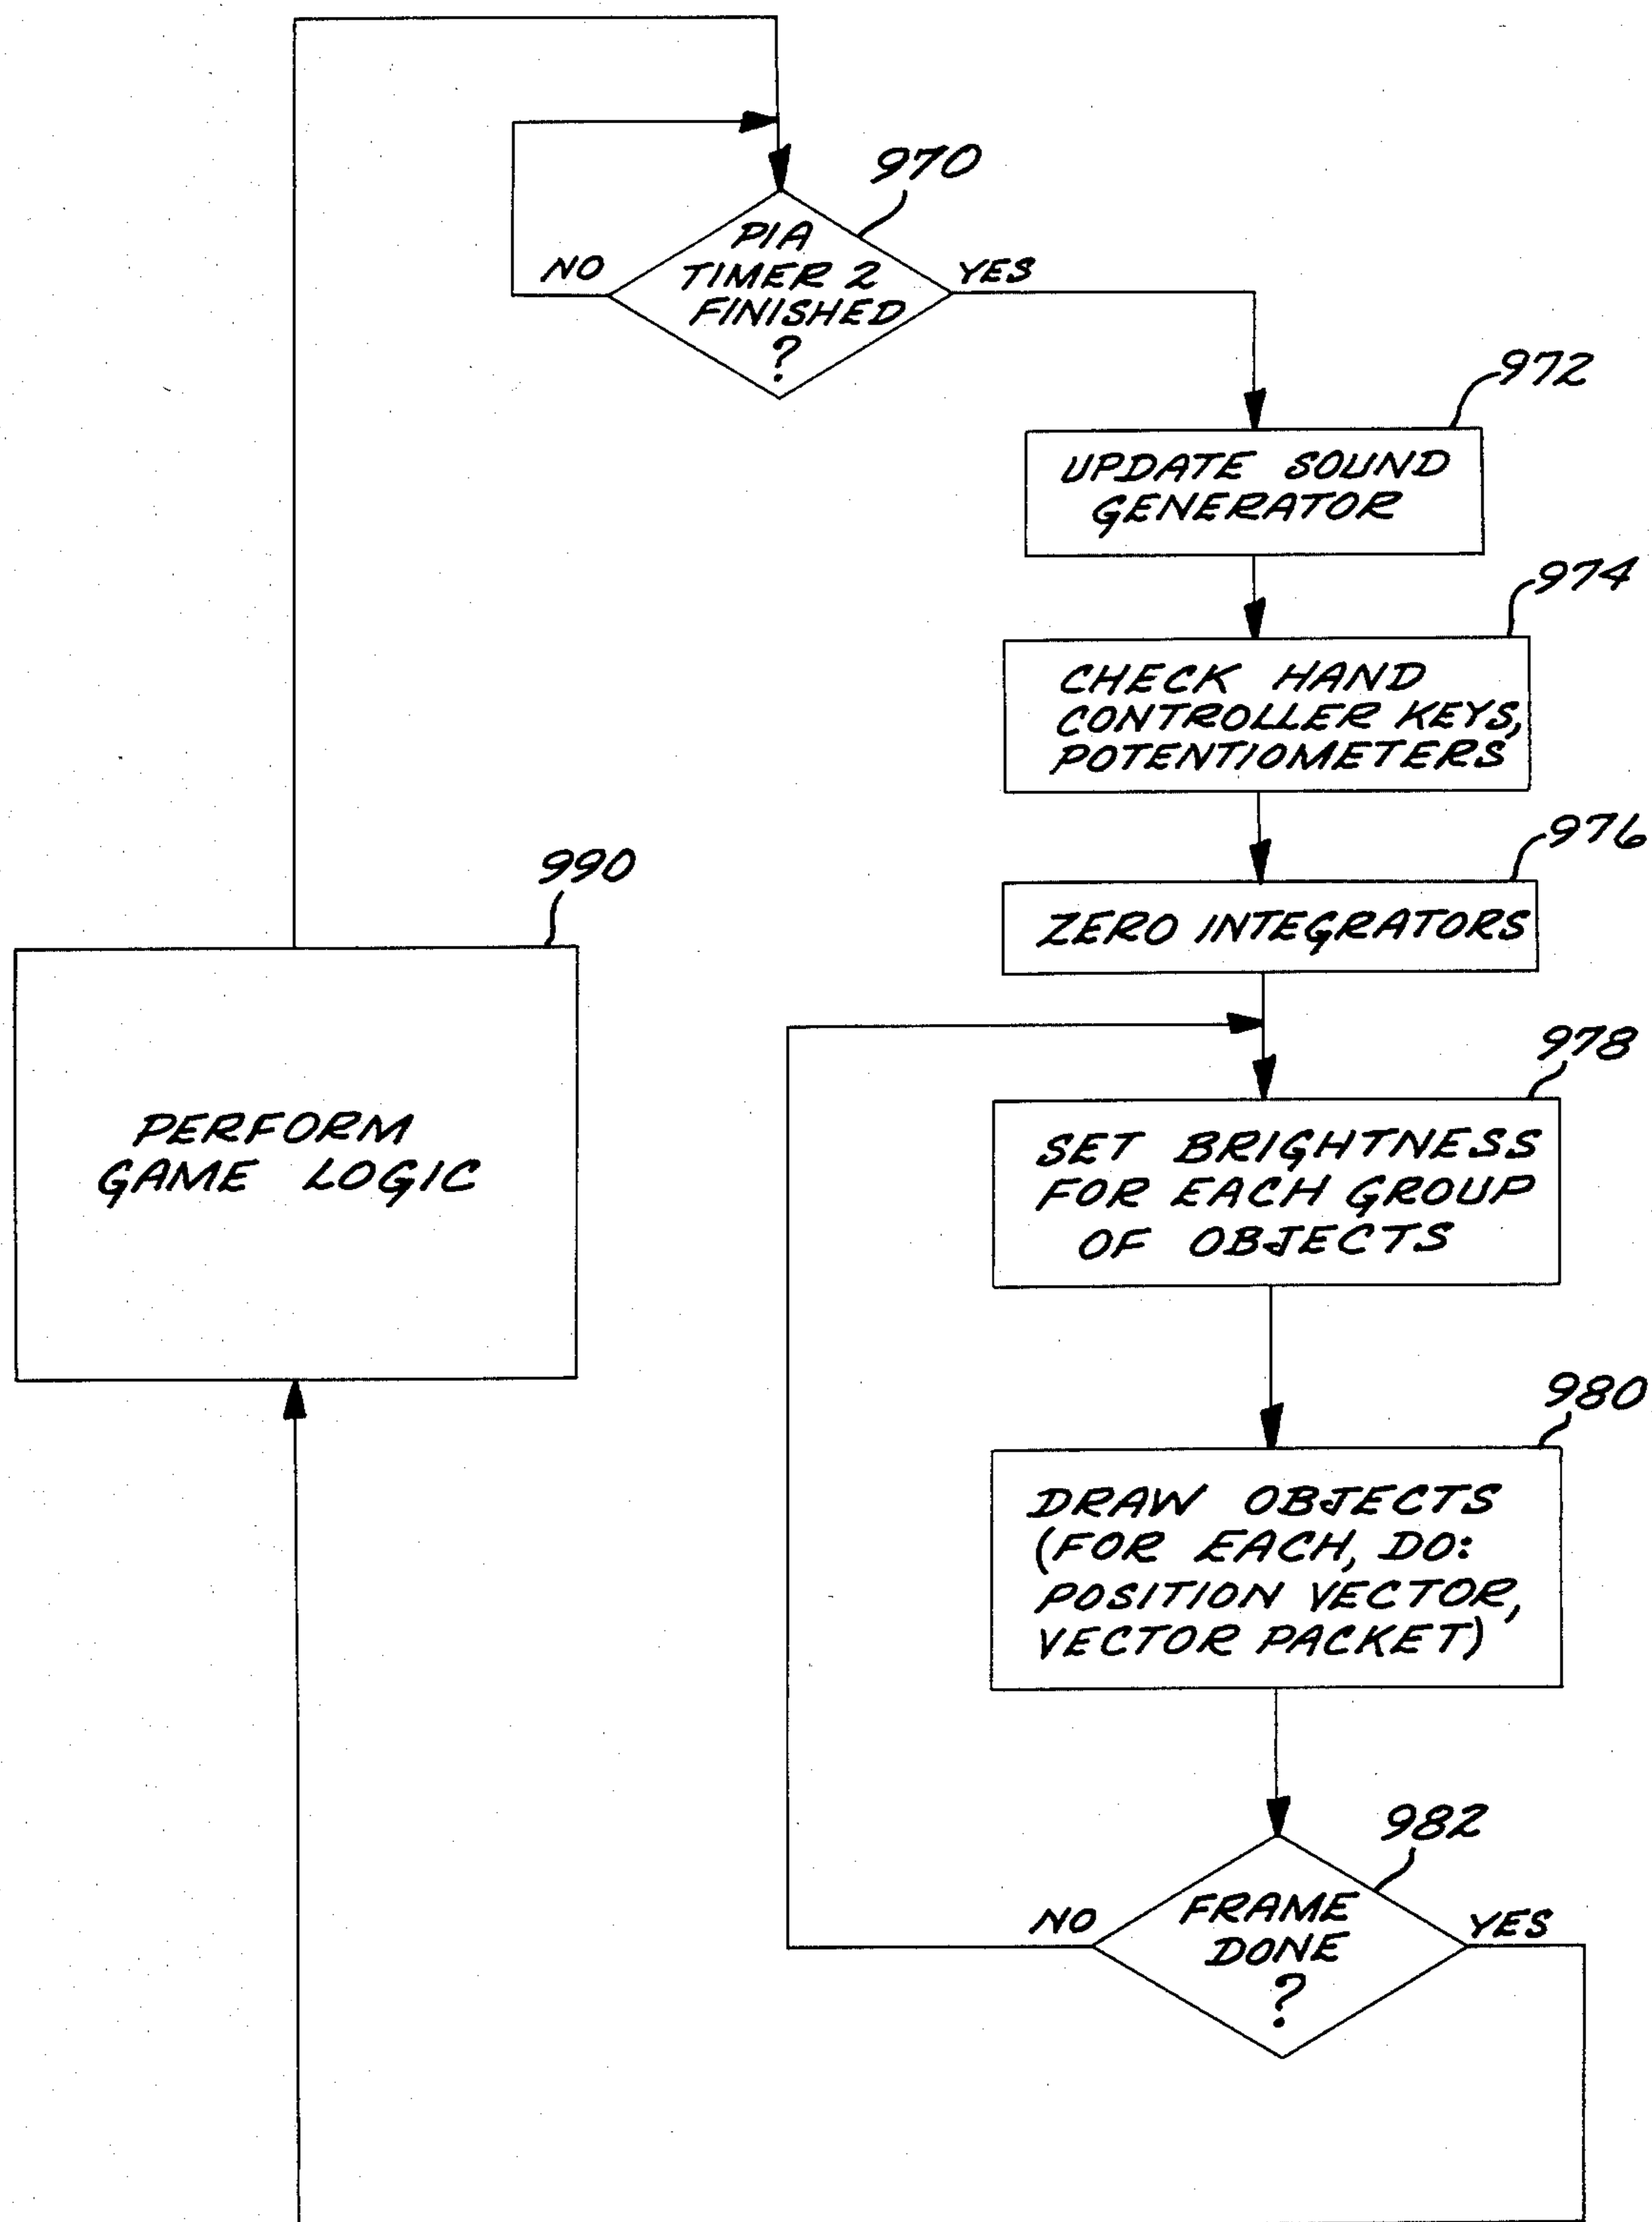 970
PIA
TIMER 2
FINISHED
?
NO
YES
972
UPDATE SOUND
GENERATOR
974
CHECK HAND
CONTROLLER KEYS,
POTENTIOMETERS
976
ZERO INTEGRATORS
990
PERFORM
GAME LOGIC
978
SET BRIGHTNESS
FOR EACH GROUP
OF OBJECTS
980
DRAW OBJECTS
(FOR EACH, DO:
POSITION VECTOR,
VECTOR PACKET)
982
FRAME
DONE
?
NO
YES